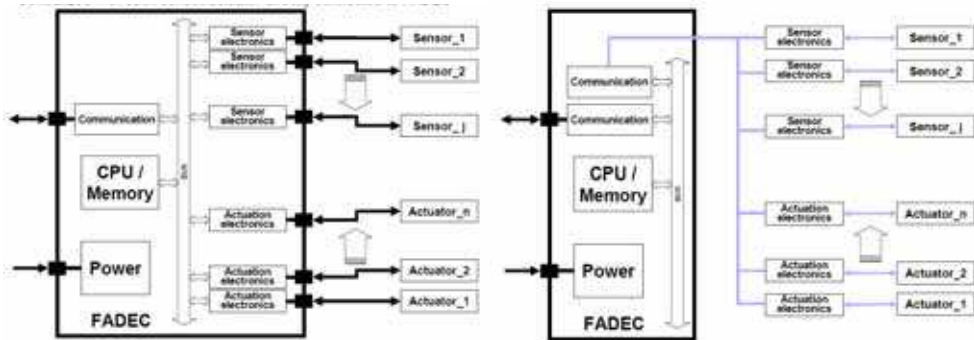 Sensor
electronics
Sensor_1
Sensor
electronics
Sensor_2
Communication
Sensor
electronics
Sensor_j
CPU /
Memory
BUS
Actuation
electronics
Actuator_n
Power
Actuation
electronics
Actuator_2
Actuation
electronics
Actuator_1
FADEC
Sensor
electronics
Sensor_1
Communication
Sensor
electronics
Sensor_2
Communication
Sensor
electronics
Sensor_j
CPU /
Memory
BUS
Actuation
electronics
Actuator_n
Power
Actuation
electronics
Actuator_2
Actuation
electronics
Actuator_1
FADEC